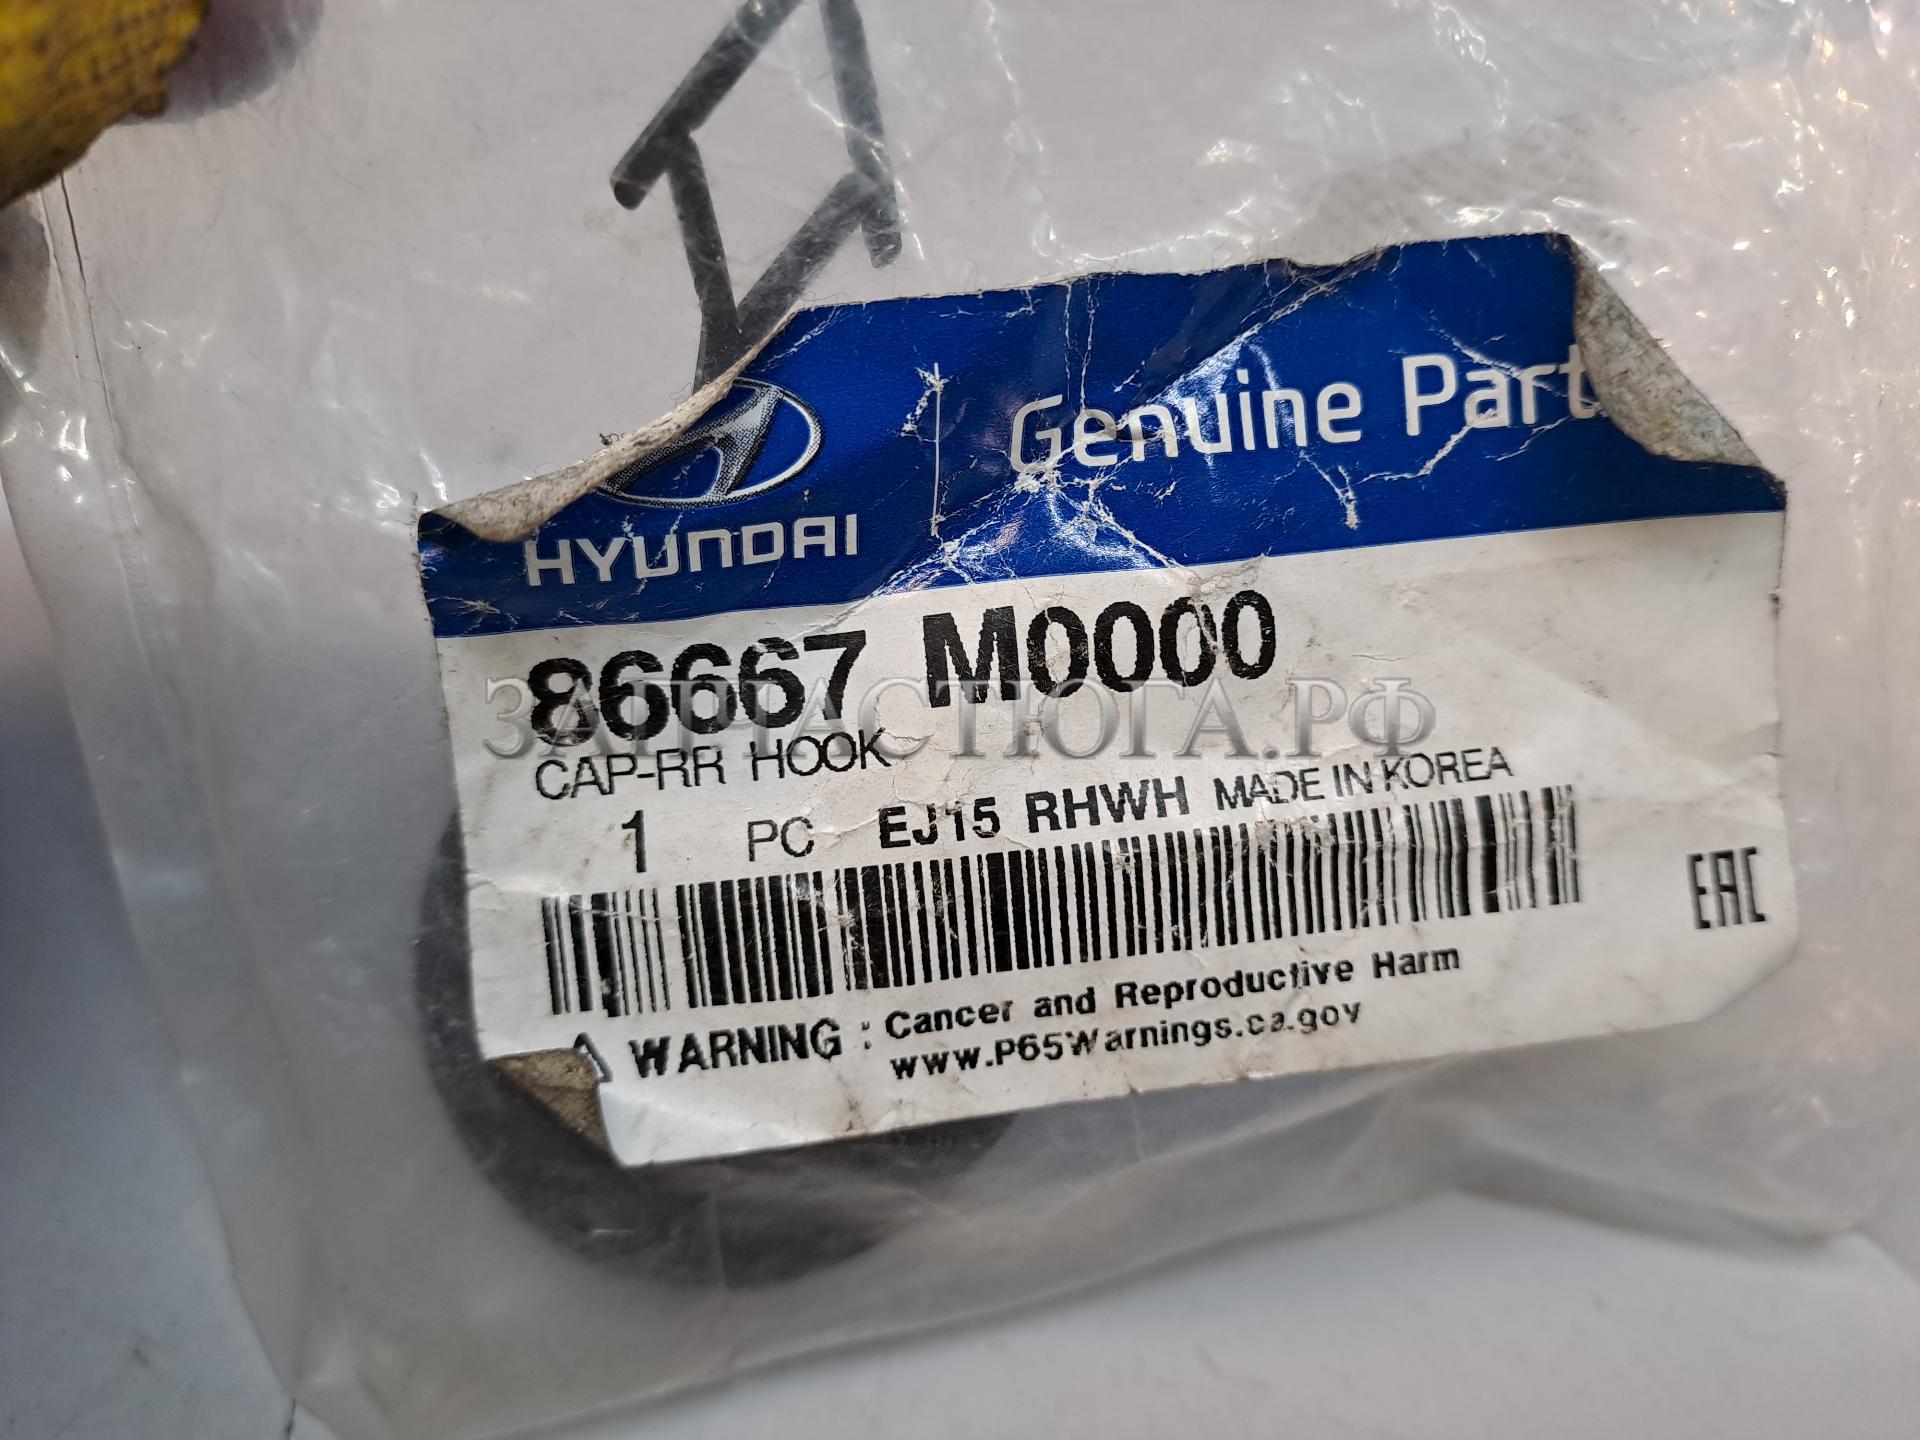 HYUNDAI
Genuine Part
86667 M0000
ЗАПЧАСТЮГА.РФ
CAP-RR HOOK
1 PC EJ15 RHWH MADE IN KOREA
EAC
WARNING : Cancer and Reproductive Harm
www.P65Warnings.ca.gov